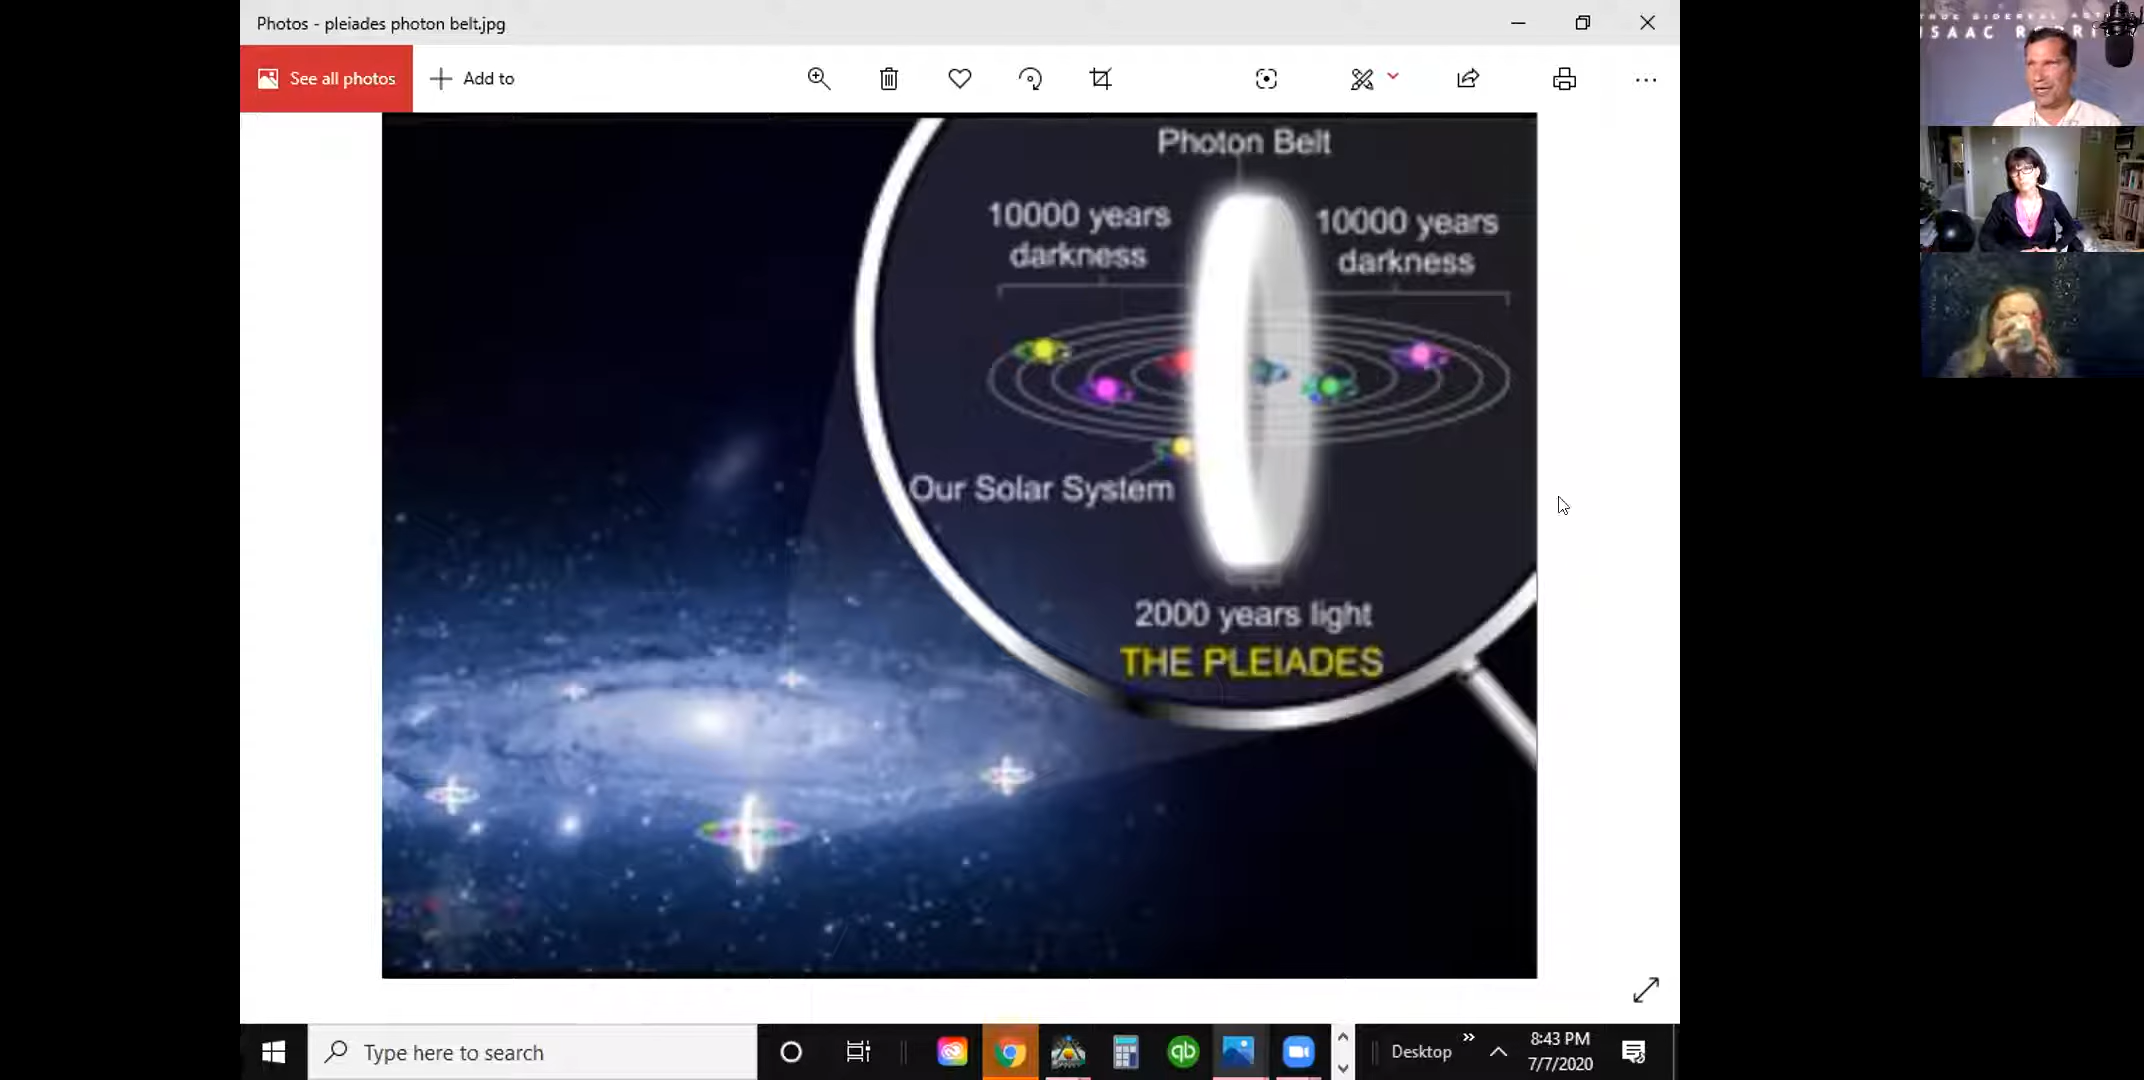 Photos - pleiades photon belt.jpg
See all photos
Add to
Photon Belt
10000 years
darkness
10000 years
darkness
Our Solar System
2000 years light
THE PLEIADES
Type here to search
qb
Desktop
8:43 PM
7/7/2020